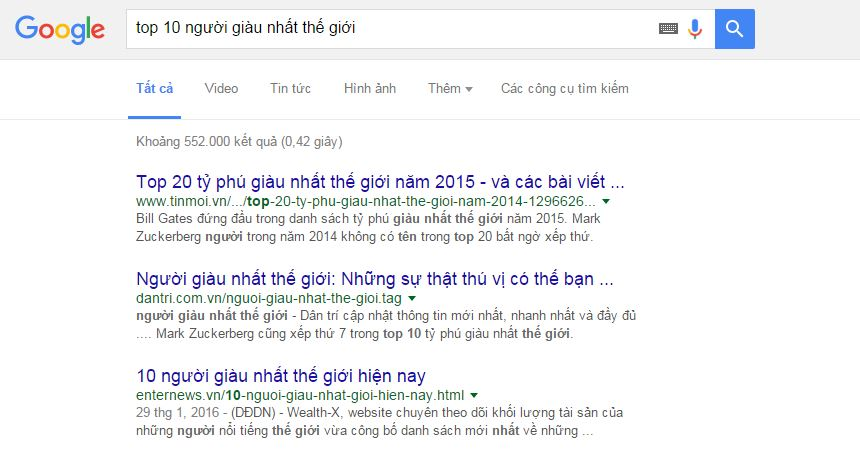 Google
top 10 người giàu nhất thế giới
Tất cả Video Tin tức Hình ảnh Thêm Các công cụ tìm kiếm
Khoảng 552.000 kết quả (0,42 giây)
Top 20 tỷ phú giàu nhất thế giới năm 2015 - và các bài viết ...
www.tinmoi.vn/.../top-20-ty-phu-giau-nhat-the-gioi-nam-2014-1296626...
Bill Gates đứng đầu trong danh sách tỷ phú giàu nhất thế giới năm 2015. Mark
Zuckerberg người trong năm 2014 không có tên trong top 20 bất ngờ xếp thứ.
Người giàu nhất thế giới: Những sự thật thú vị có thể bạn ...
dantri.com.vn/nguoi-giau-nhat-the-gioi.tag
người giàu nhất thế giới - Dân trí cập nhật thông tin mới nhất, nhanh nhất và đầy đủ
.... Mark Zuckerberg cũng xếp thứ 7 trong top 10 tỷ phú giàu nhất thế giới.
10 người giàu nhất thế giới hiện nay
enternews.vn/10-nguoi-giau-nhat-gioi-hien-nay.html
29 thg 1, 2016 - (DĐDN) - Wealth-X, website chuyên theo dõi khối lượng tài sản của
những người nổi tiếng thế giới vừa công bố danh sách mới nhất về những ...